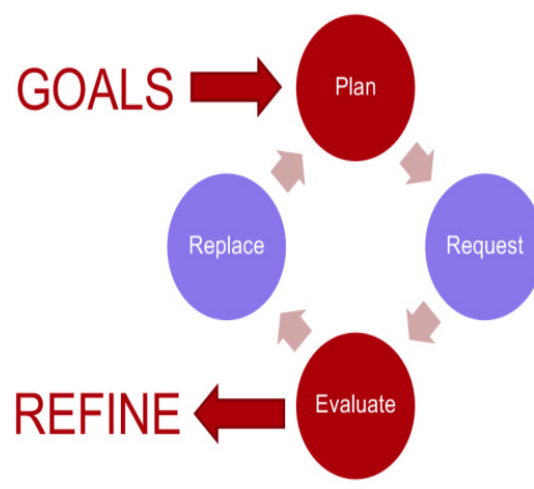 GOALS
Plan
Replace
Request
Evaluate
REFINE